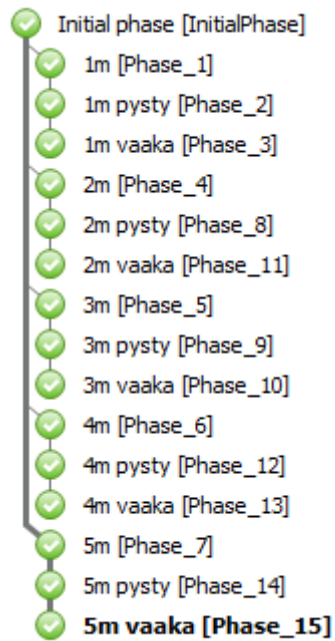 Initial phase [InitialPhase]
1m [Phase_1]
1m pysty [Phase_2]
1m vaaka [Phase_3]
2m [Phase_4]
2m pysty [Phase_8]
2m vaaka [Phase_11]
3m [Phase_5]
3m pysty [Phase_9]
3m vaaka [Phase_10]
4m [Phase_6]
4m pysty [Phase_12]
4m vaaka [Phase_13]
5m [Phase_7]
5m pysty [Phase_14]
5m vaaka [Phase_15]